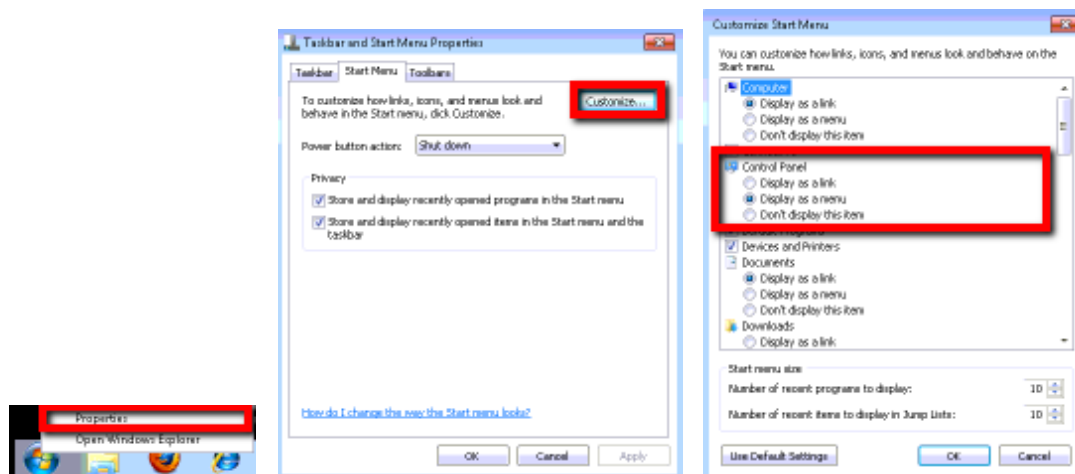 Properties
Open Windows Explorer
Taskbar and Start Menu Properties
Taskbar Start Menu Toolbars
To customize how links, icons, and menus look and
behave in the Start menu, click Customize.
Customize...
Power button action: Shut down
Privacy
Store and display recently opened programs in the Start menu
Store and display recently opened items in the Start menu and the
taskbar
How do I change the way the Start menu looks?
OK Cancel Apply
Customize Start Menu
You can customize how links, icons, and menus look and behave on the
Start menu.
Computer
Display as a link
Display as a menu
Don't display this item
Control Panel
Display as a link
Display as a menu
Don't display this item
Default Programs
Devices and Printers
Documents
Display as a link
Display as a menu
Don't display this item
Downloads
Display as a link
Start menu size
Number of recent programs to display: 10
Number of recent items to display in Jump Lists: 10
Use Default Settings OK Cancel